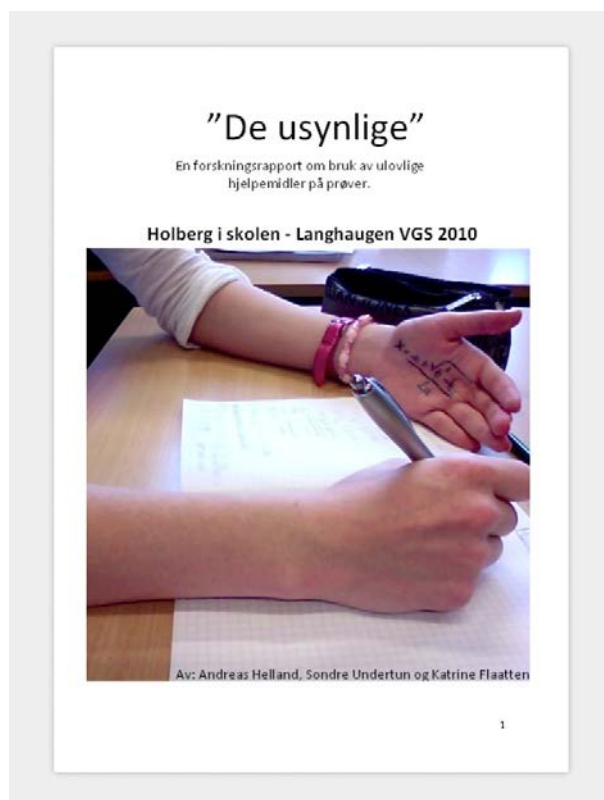 ”De usynlige”
En forskningsrapport om bruk av ulovlige
hjelpemidler på prøver.
Holberg i skolen - Langhaugen VGS 2010
Av: Andreas Helland, Sondre Undertun og Katrine Flaatten
1